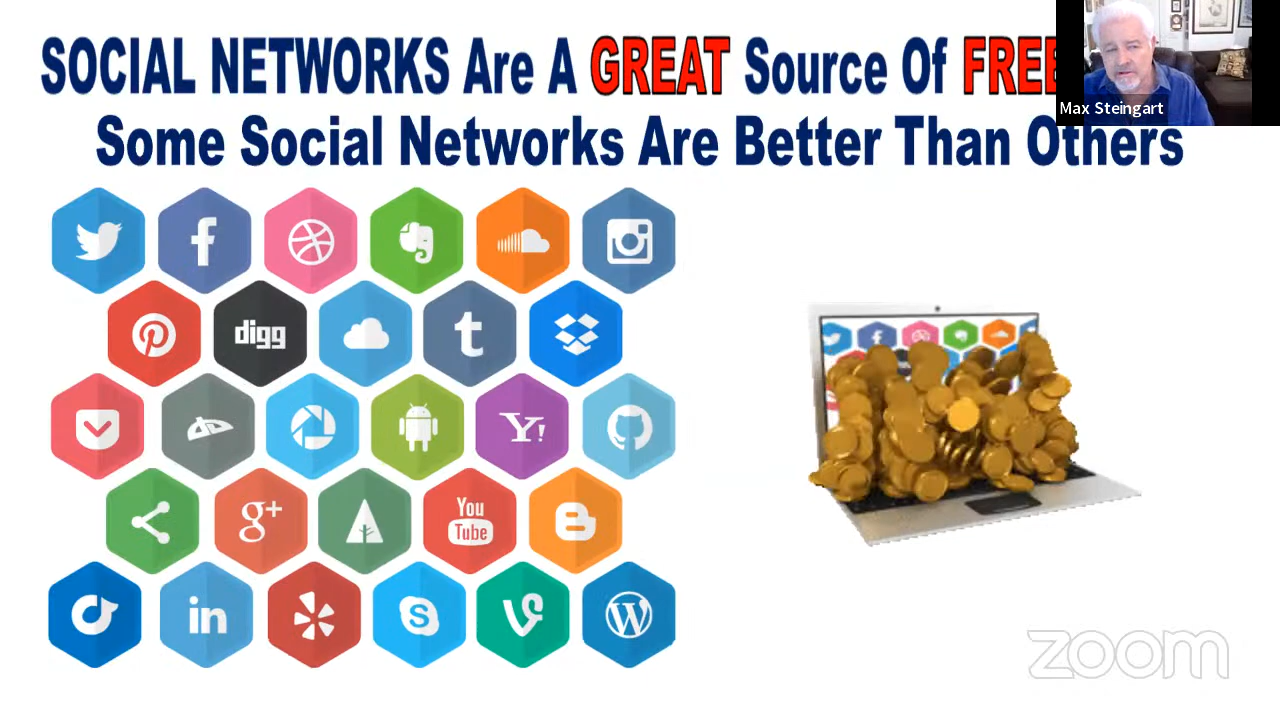 SOCIAL NETWORKS Are A GREAT Source Of FREE
Max Steingart
Some Social Networks Are Better Than Others
digg
Y!
g+
You
Tube
in
zoom